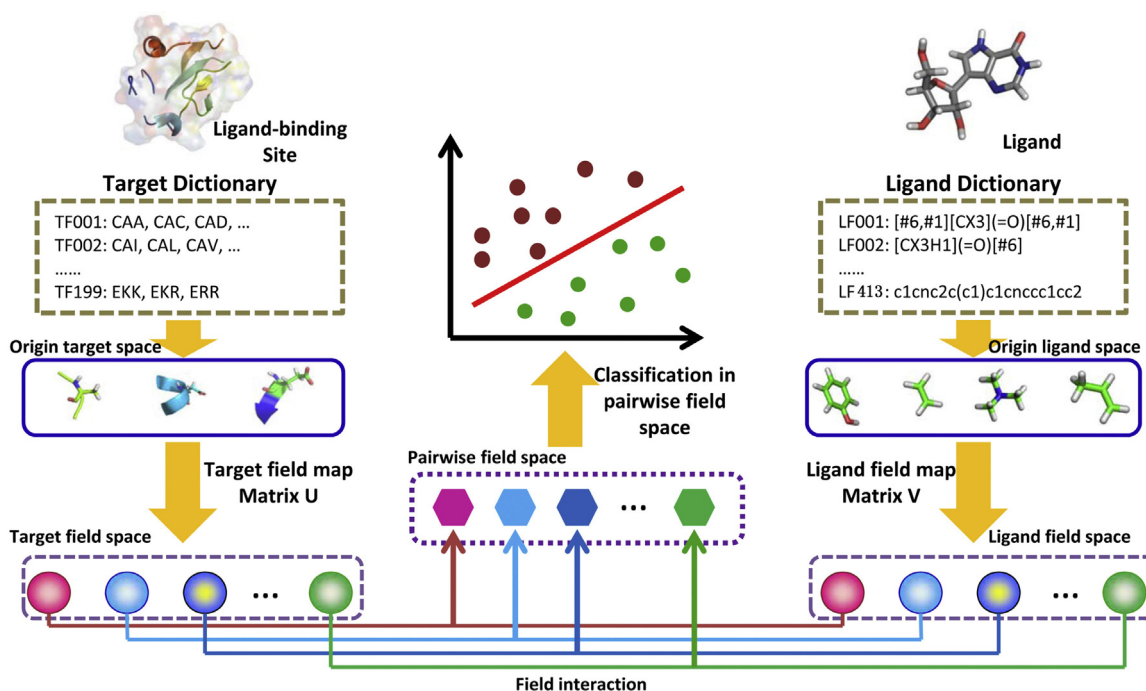 Ligand-binding
Site
Target Dictionary
TF001: CAA, CAC, CAD, ...
TF002: CAI, CAL, CAV, ...
......
TF199: EKK, EKR, ERR
Origin target space
Target field map
Matrix U
Target field space
...
Classification in
pairwise field
space
Pairwise field space
...
Ligand
Ligand Dictionary
LF001: [#6,#1][CX3](=O)[#6,#1]
LF002: [CX3H1](=O)[#6]
......
LF413: c1cnc2c(c1)c1cnccc1cc2
Origin ligand space
Ligand field map
Matrix V
Ligand field space
...
Field interaction